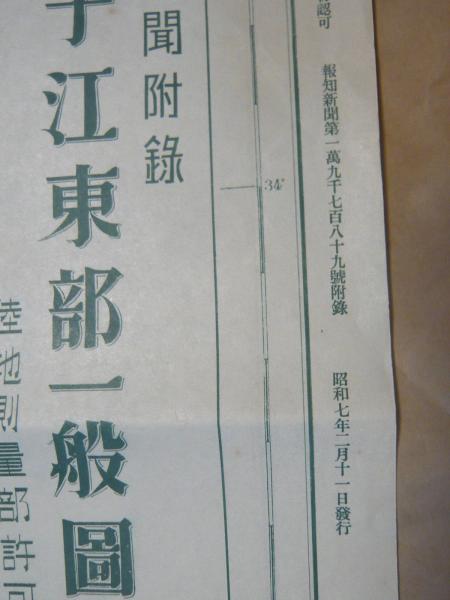 認可
報知新聞第一萬九千七百八十九號附錄
昭和七年二月十一日發行
34°
聞附錄
子江東部一般圖
陸地測量部許可